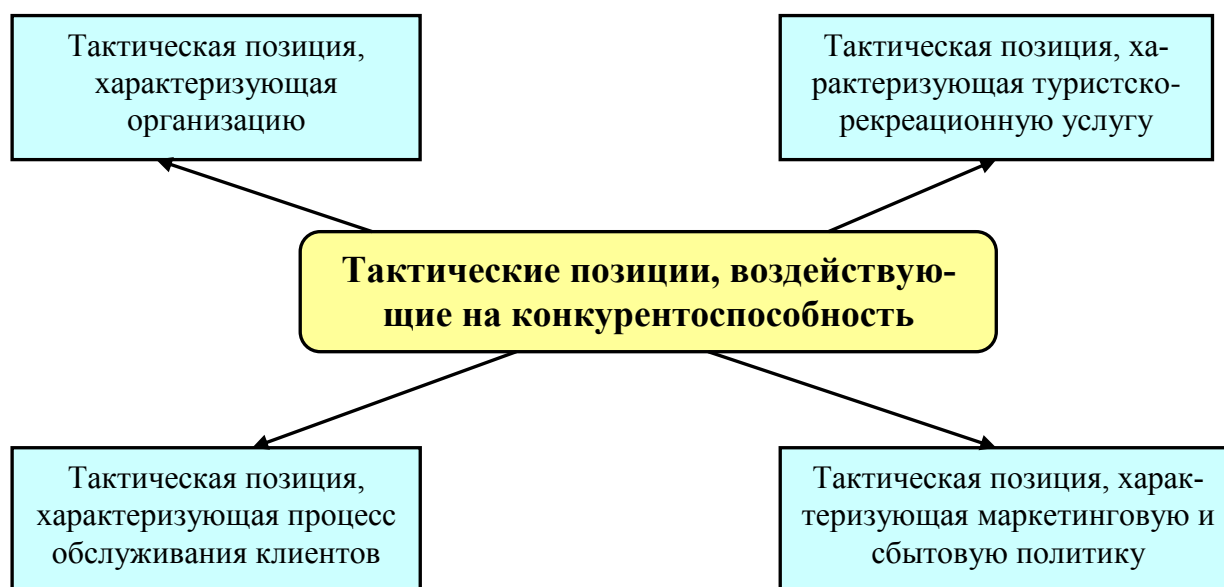 Тактическая позиция,
характеризующая
организацию
Тактическая позиция, ха-
рактеризующая туристско-
рекреационную услугу
Тактические позиции, воздействую-
щие на конкурентоспособность
Тактическая позиция,
характеризующая процесс
обслуживания клиентов
Тактическая позиция, харак-
теризующая маркетинговую и
сбытовую политику